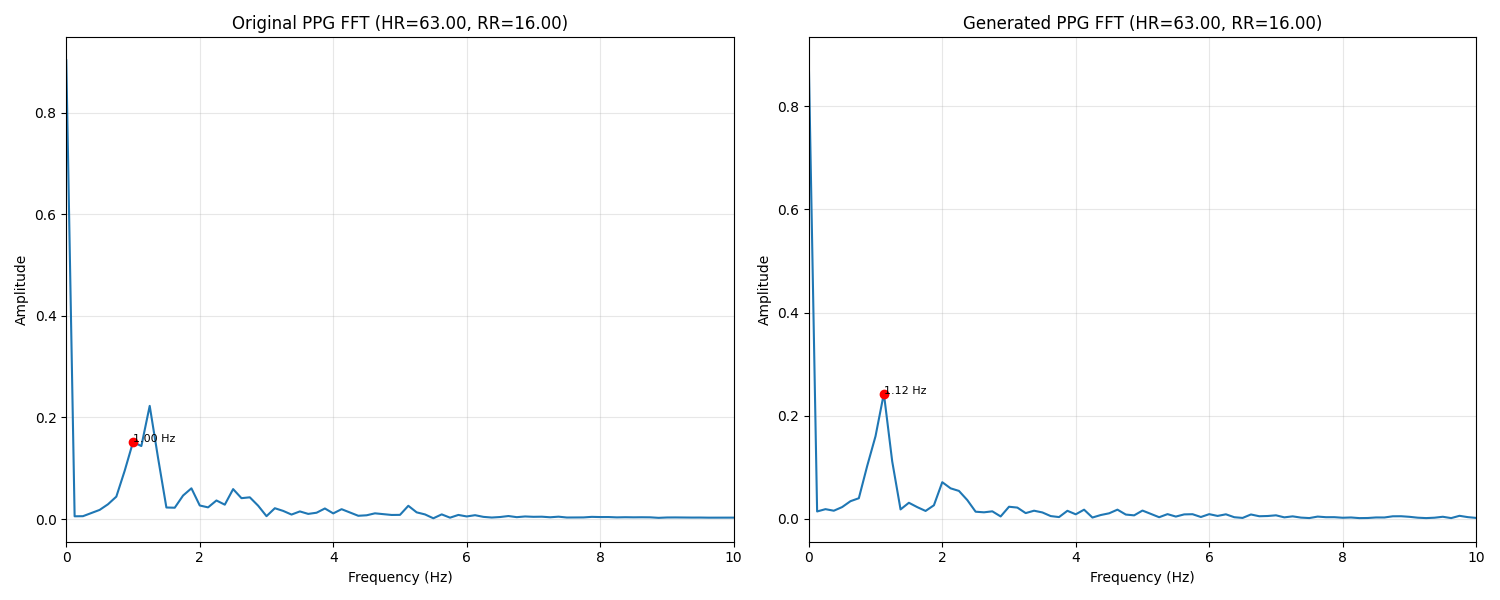 Original PPG FFT (HR=63.00, RR=16.00)
Amplitude
0.8
0.6
0.4
0.2
0.0
1.00 Hz
0 2 4 6 8 10
Frequency (Hz)
Generated PPG FFT (HR=63.00, RR=16.00)
Amplitude
0.8
0.6
0.4
0.2
0.0
1.12 Hz
0 2 4 6 8 10
Frequency (Hz)